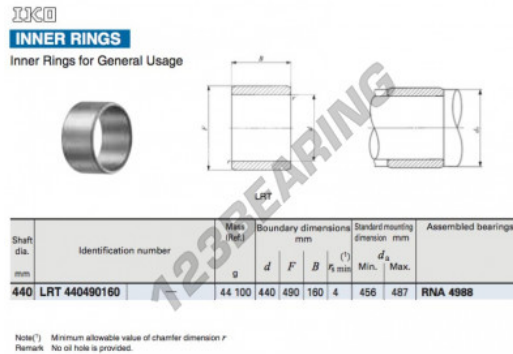 IKO
INNER RINGS
Inner Rings for General Usage
B
F
d
r
r
dₐ
LRT
123BEARING
Shaft dia. mm
Identification number
Mass (Ref.) g
Boundary dimensions mm
d F B rₛ min(¹)
Standard mounting dimension mm
dₐ
Min. Max.
Assembled bearings
440 LRT 440490160 — 44 100 440 490 160 4 456 487 RNA 4988
Note(¹) Minimum allowable value of chamfer dimension r
Remark No oil hole is provided.